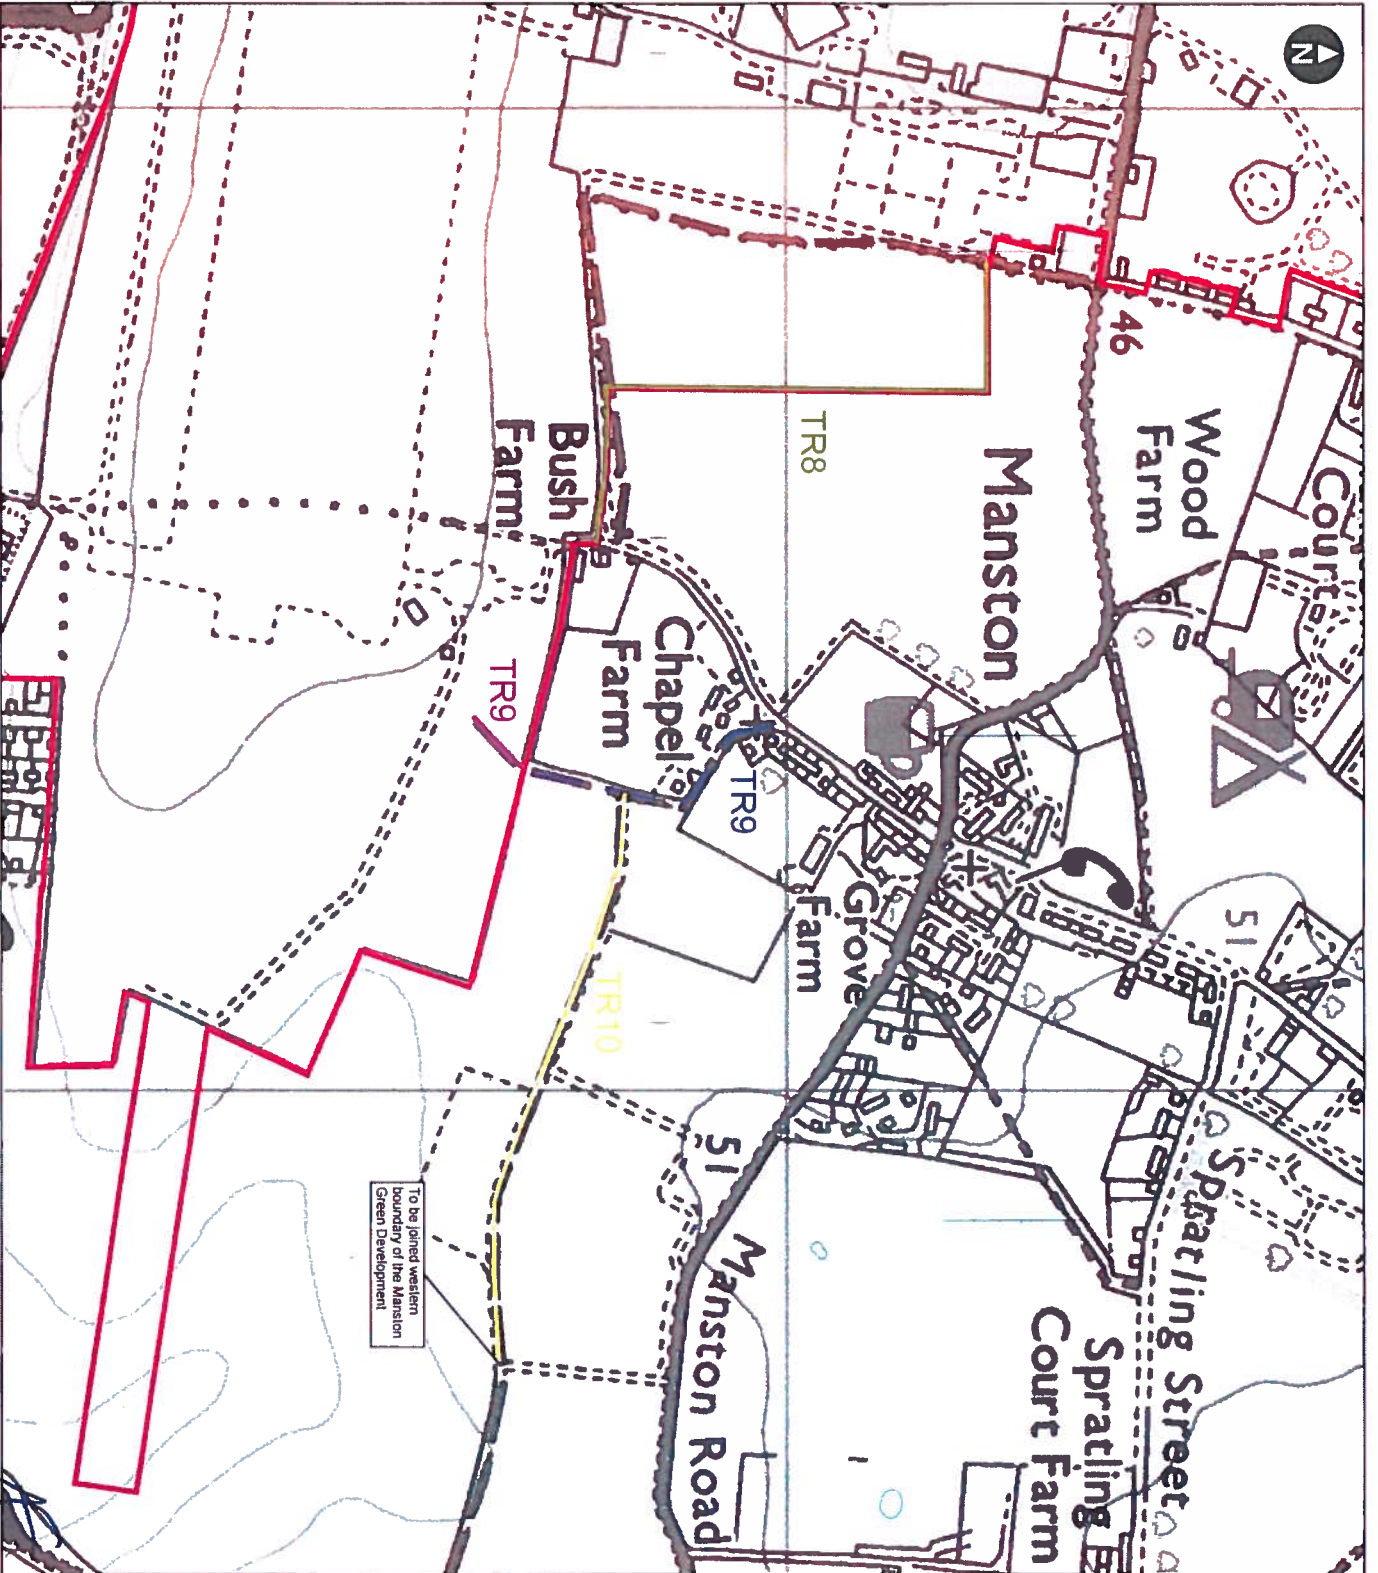 N
46
Wood
Farm
Court
Manston
TR8
Bush
Farm
Chapel
Farm
TR9
TR9
Grove
Farm
TR10
51
51
Manston Road
Spratling Street
Spratling
Court Farm
To be joined western
boundary of the Manston
Green Development